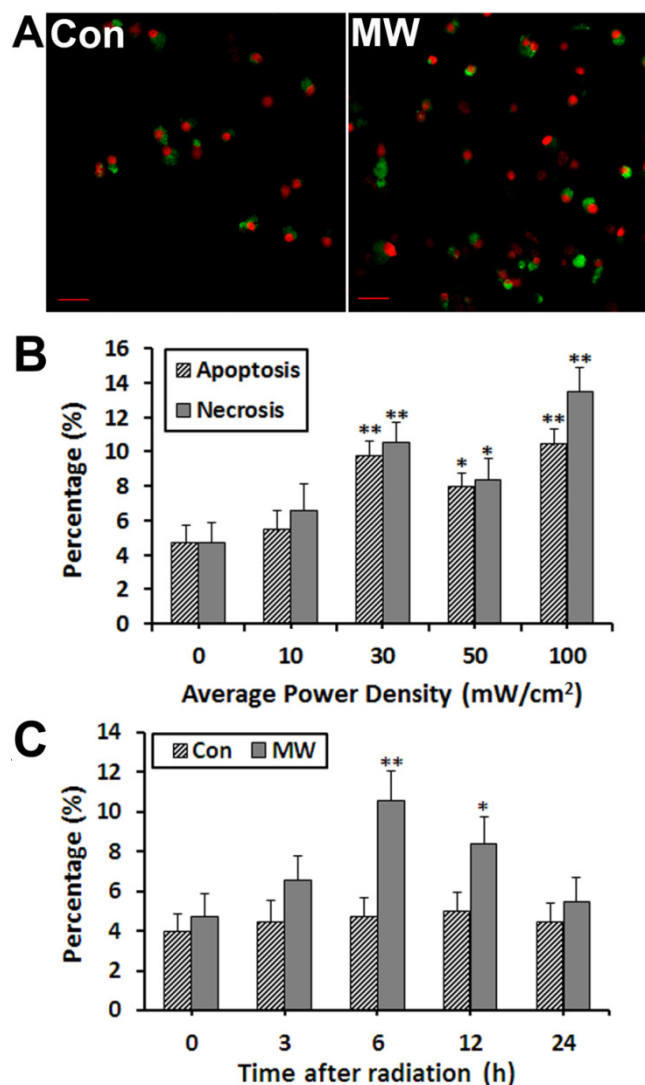 A Con MW
B
16
14
12
10
8
6
4
2
0
Percentage (%)
Apoptosis
Necrosis
** ** * * ** **
0 10 30 50 100
Average Power Density (mW/cm²)
C
14
12
10
8
6
4
2
0
Percentage (%)
Con MW
** *
0 3 6 12 24
Time after radiation (h)